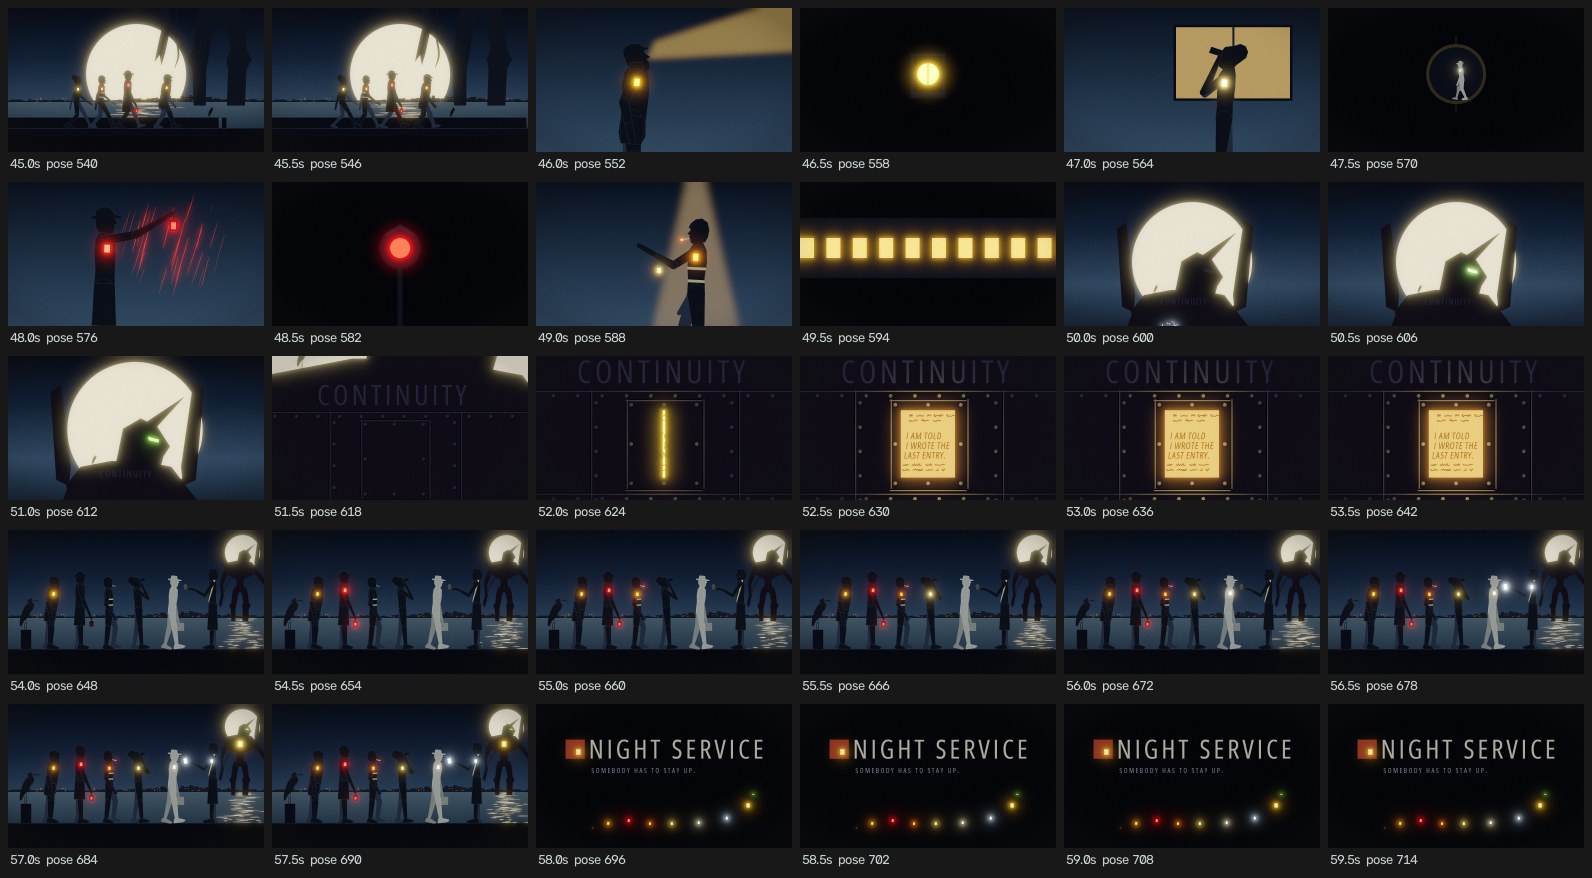 45.0s pose 540
45.5s pose 546
46.0s pose 552
46.5s pose 558
47.0s pose 564
47.5s pose 570
CONTINUITY
48.0s pose 576
48.5s pose 582
49.0s pose 588
49.5s pose 594
50.0s pose 600
50.5s pose 606
CONTINUITY
CONTINUITY
CONTINUITY
CONTINUITY
CONTINUITY
CONTINUITY
I AM TOLD
I WROTE THE
LAST ENTRY.
I AM TOLD
I WROTE THE
LAST ENTRY.
I AM TOLD
I WROTE THE
LAST ENTRY.
51.0s pose 612
51.5s pose 618
52.0s pose 624
52.5s pose 630
53.0s pose 636
53.5s pose 642
54.0s pose 648
54.5s pose 654
55.0s pose 660
55.5s pose 666
56.0s pose 672
56.5s pose 678
NIGHT SERVICE
SOMEBODY HAS TO STAY UP.
NIGHT SERVICE
SOMEBODY HAS TO STAY UP.
NIGHT SERVICE
SOMEBODY HAS TO STAY UP.
NIGHT SERVICE
SOMEBODY HAS TO STAY UP.
57.0s pose 684
57.5s pose 690
58.0s pose 696
58.5s pose 702
59.0s pose 708
59.5s pose 714